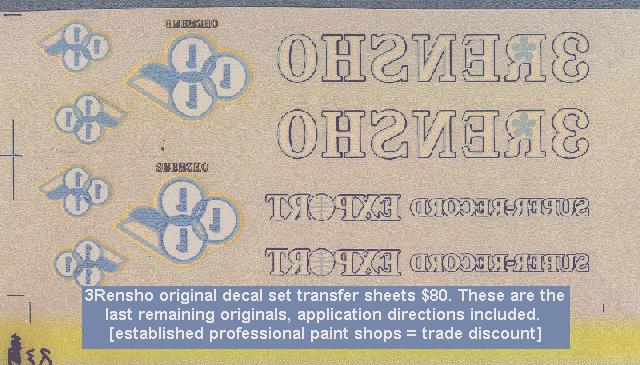 3RENSHO
3RENSHO
SUPER-RECORD EXPORT
SUPER-RECORD EXPORT
3Rensho original decal set transfer sheets $80. These are the
last remaining originals, application directions included.
[established professional paint shops = trade discount]